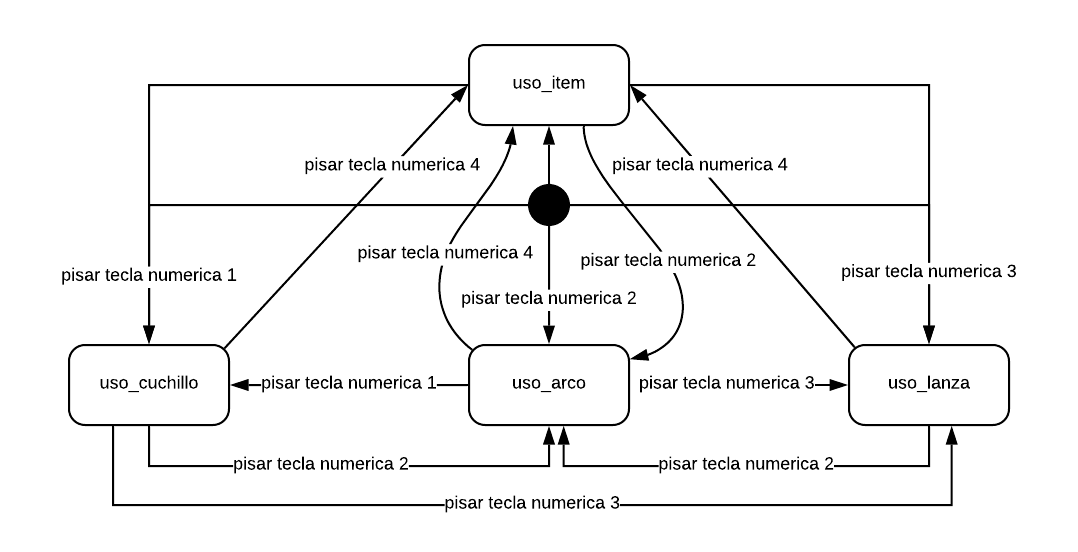 uso_item
pisar tecla numerica 4
pisar tecla numerica 4
pisar tecla numerica 4
pisar tecla numerica 2
pisar tecla numerica 1
pisar tecla numerica 3
pisar tecla numerica 2
uso_cuchillo
pisar tecla numerica 1
uso_arco
pisar tecla numerica 3
uso_lanza
pisar tecla numerica 2
pisar tecla numerica 2
pisar tecla numerica 3